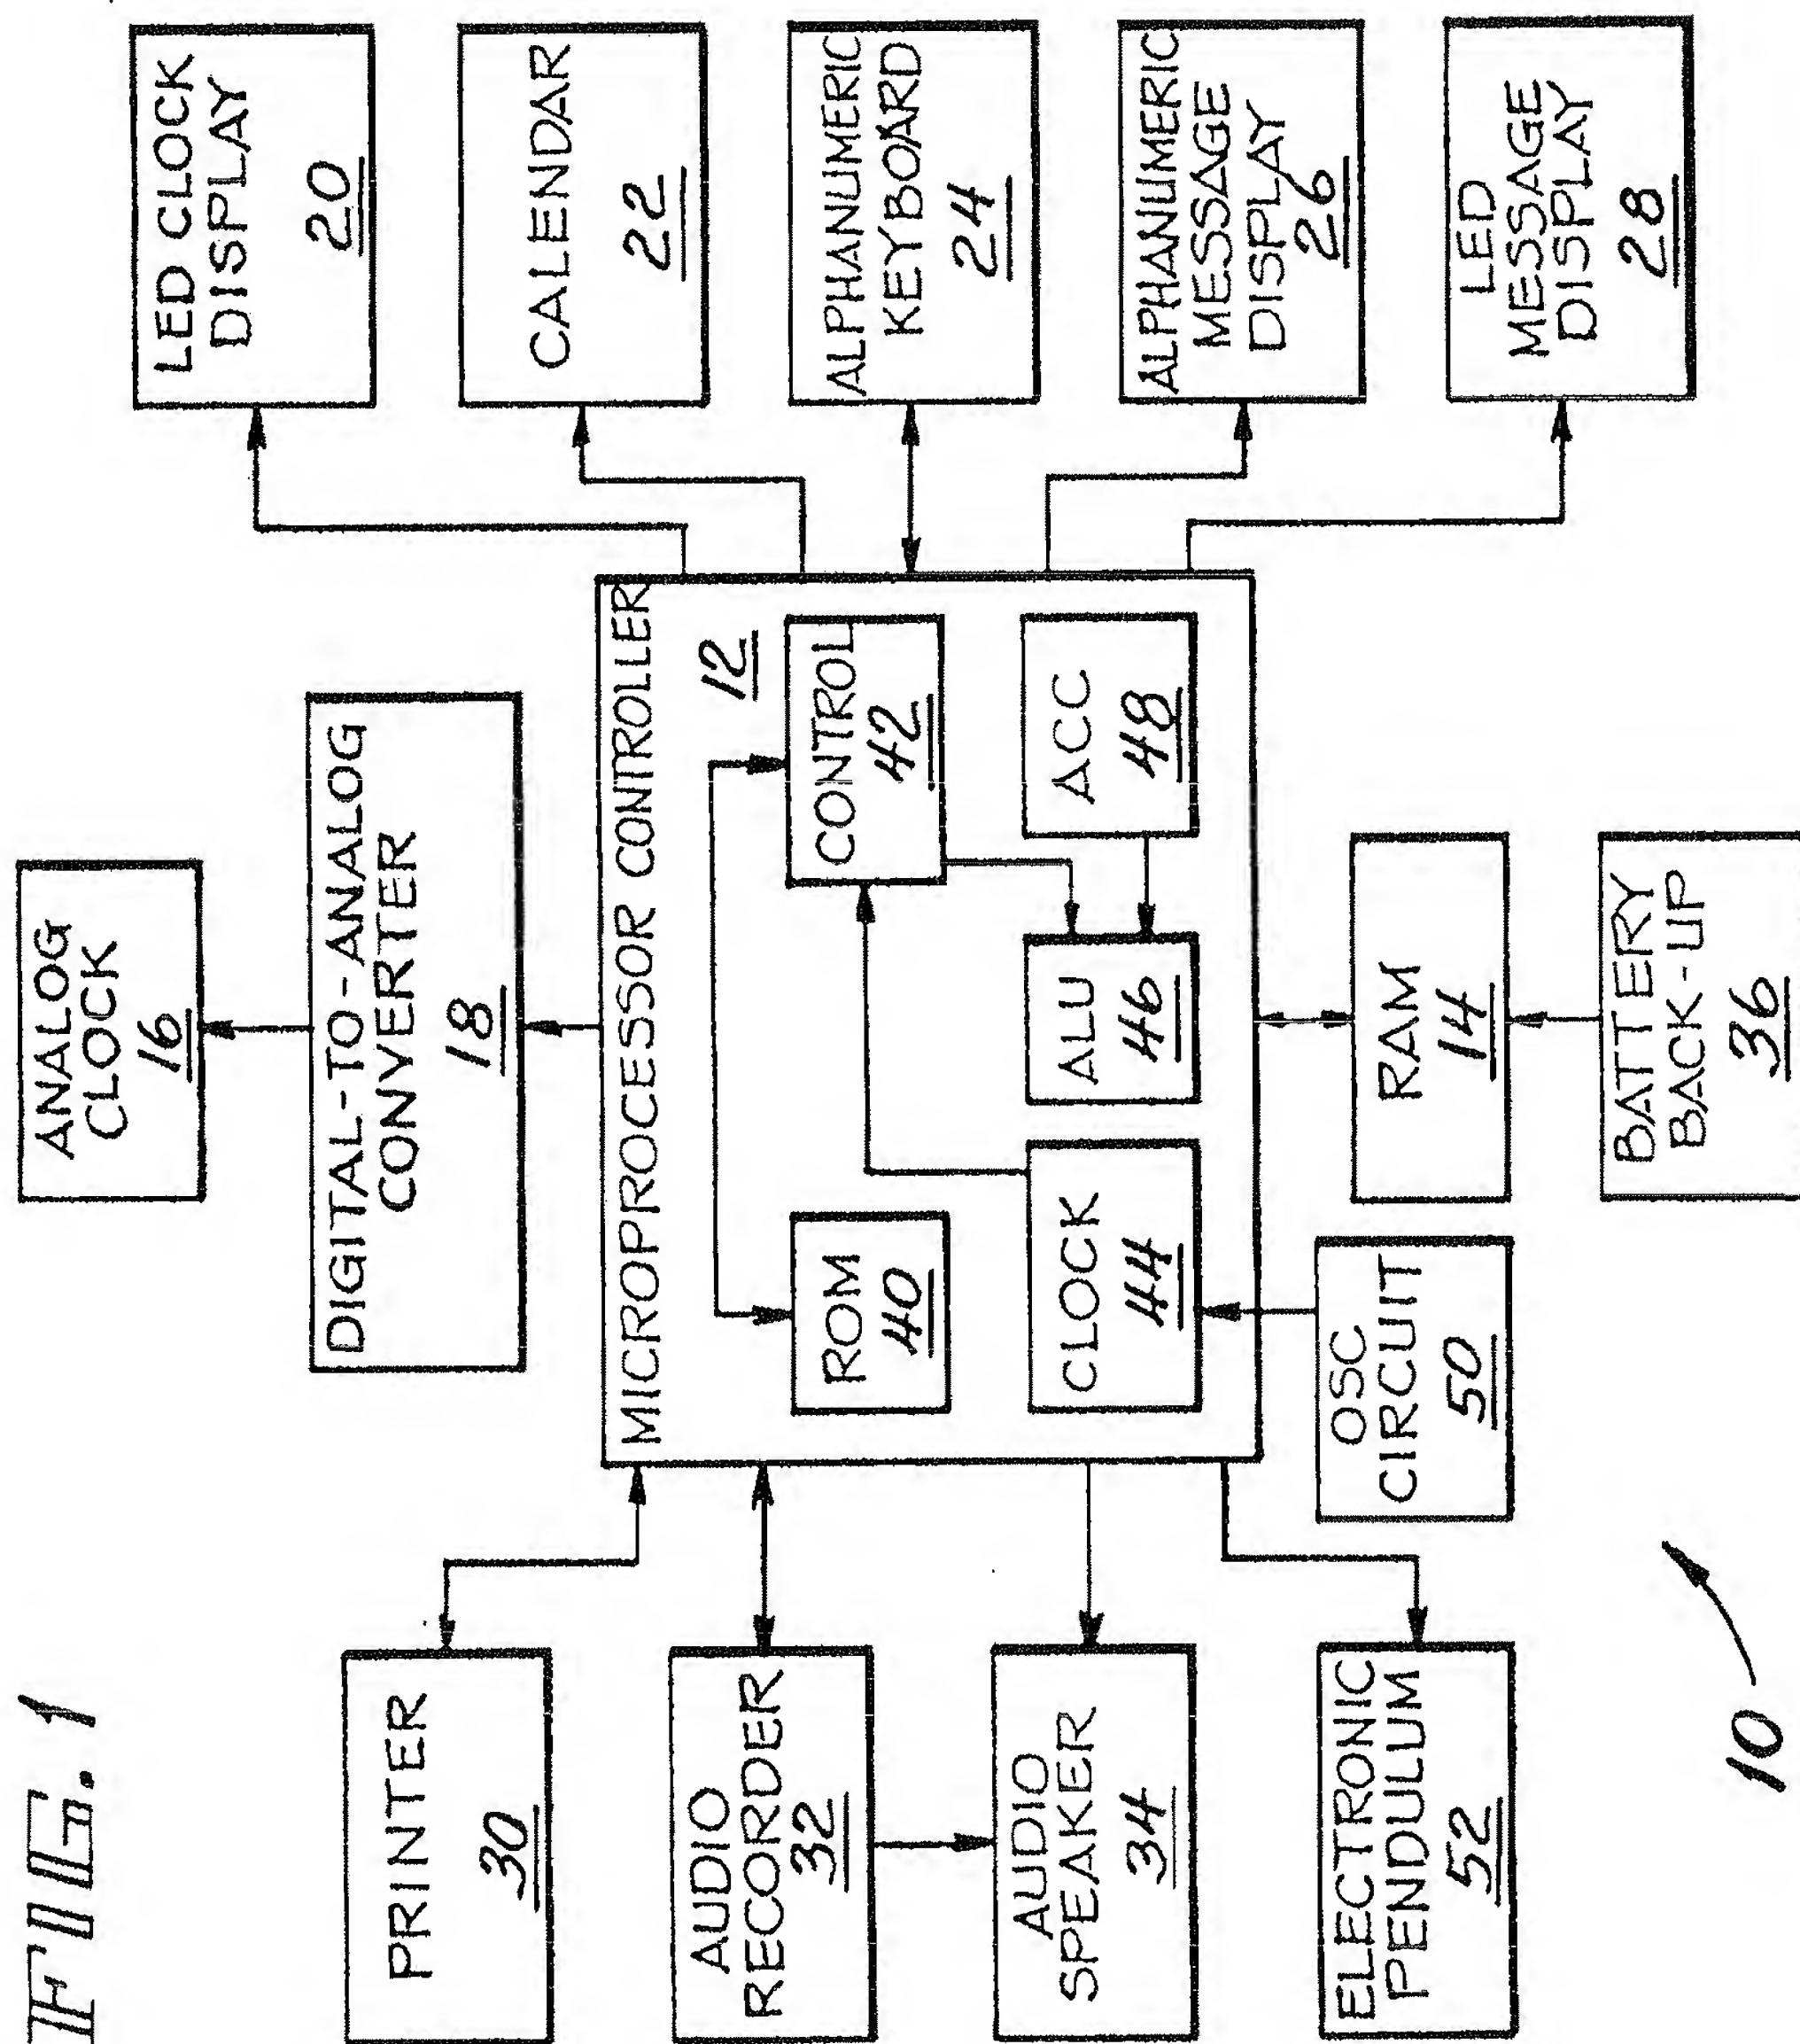 FIG. 1
ANALOG
CLOCK
16
DIGITAL-TO-ANALOG
CONVERTER
18
PRINTER
30
AUDIO
RECORDER
32
AUDIO
SPEAKER
34
ELECTRONIC
PENDULUM
52
MICROPROCESSOR CONTROLLER
12
ROM
40
CONTROL
42
CLOCK
44
ALU
46
ACC
48
LED CLOCK
DISPLAY
20
CALENDAR
22
ALPHANUMERIC
KEYBOARD
24
ALPHANUMERIC
MESSAGE
DISPLAY
26
LED
MESSAGE
DISPLAY
28
OSC
CIRCUIT
50
RAM
14
BATTERY
BACK-UP
36
10